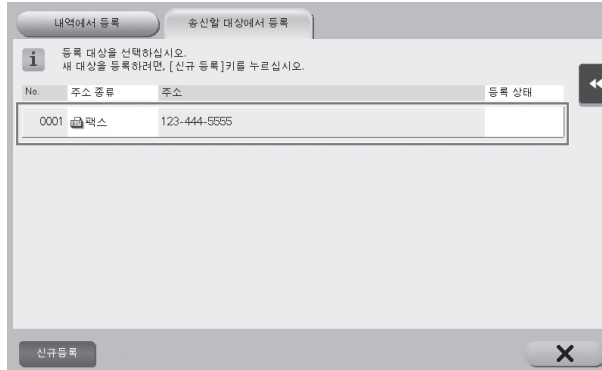 내역에서 등록
송신할 대상에서 등록
등록 대상을 선택하십시오.
새 대상을 등록하려면, [신규 등록]키를 누르십시오.
No. 주소 종류 주소 등록 상태
0001 팩스 123-444-5555
신규등록